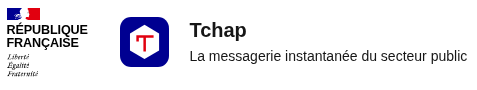 RÉPUBLIQUE
FRANÇAISE
Liberté
Égalité
Fraternité
Tchap
La messagerie instantanée du secteur public